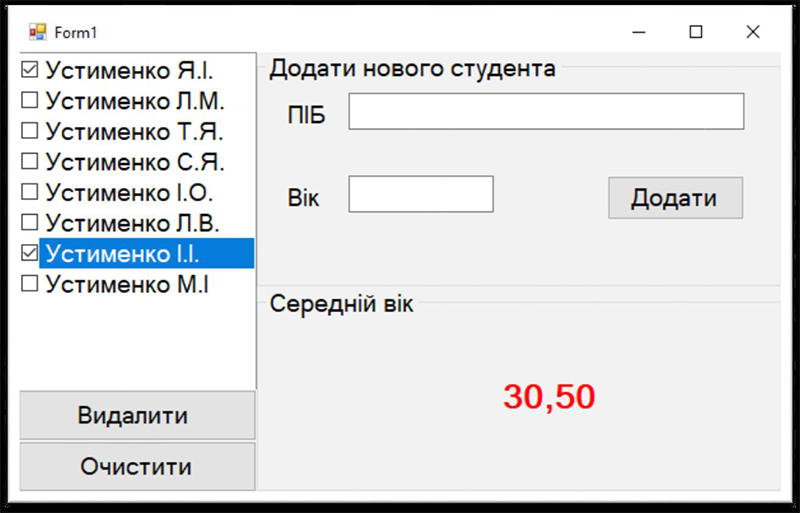 Form1
Устименко Я.І.
Устименко Л.М.
Устименко Т.Я.
Устименко С.Я.
Устименко І.О.
Устименко Л.В.
Устименко І.І.
Устименко М.І
Видалити
Очистити
Додати нового студента
ПІБ
Вік
Додати
Середній вік
30,50